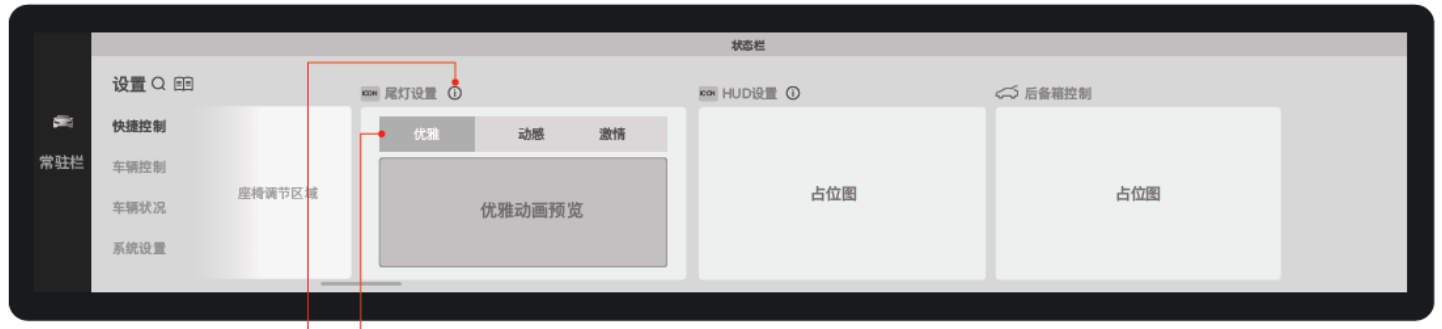 状态栏
常驻栏
设置
快捷控制
车辆控制
车辆状况
系统设置
座椅调节区域
ICON 尾灯设置
优雅 动感 激情
优雅动画预览
ICON HUD设置
占位图
后备箱控制
占位图